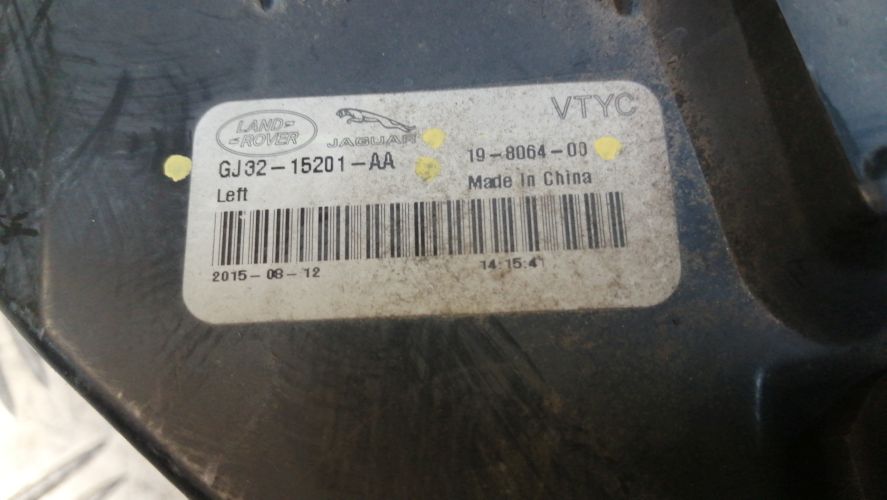 LAND ROVER JAGUAR VTYC
GJ32-15201-AA 19-8064-00
Left Made in China
2015-08-12 14:15:41